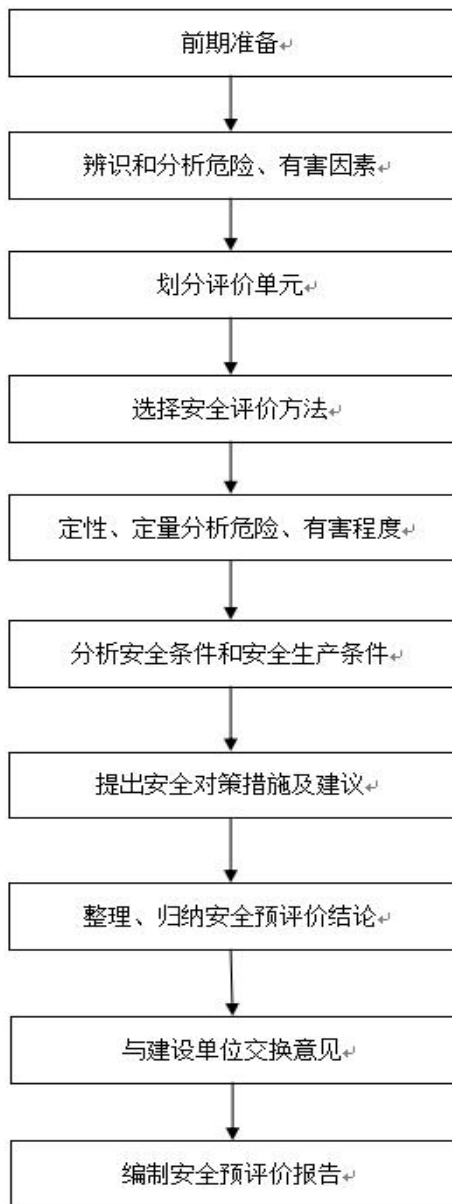 前期准备
辨识和分析危险、有害因素
划分评价单元
选择安全评价方法
定性、定量分析危险、有害程度
分析安全条件和安全生产条件
提出安全对策措施及建议
整理、归纳安全预评价结论
与建设单位交换意见
编制安全预评价报告